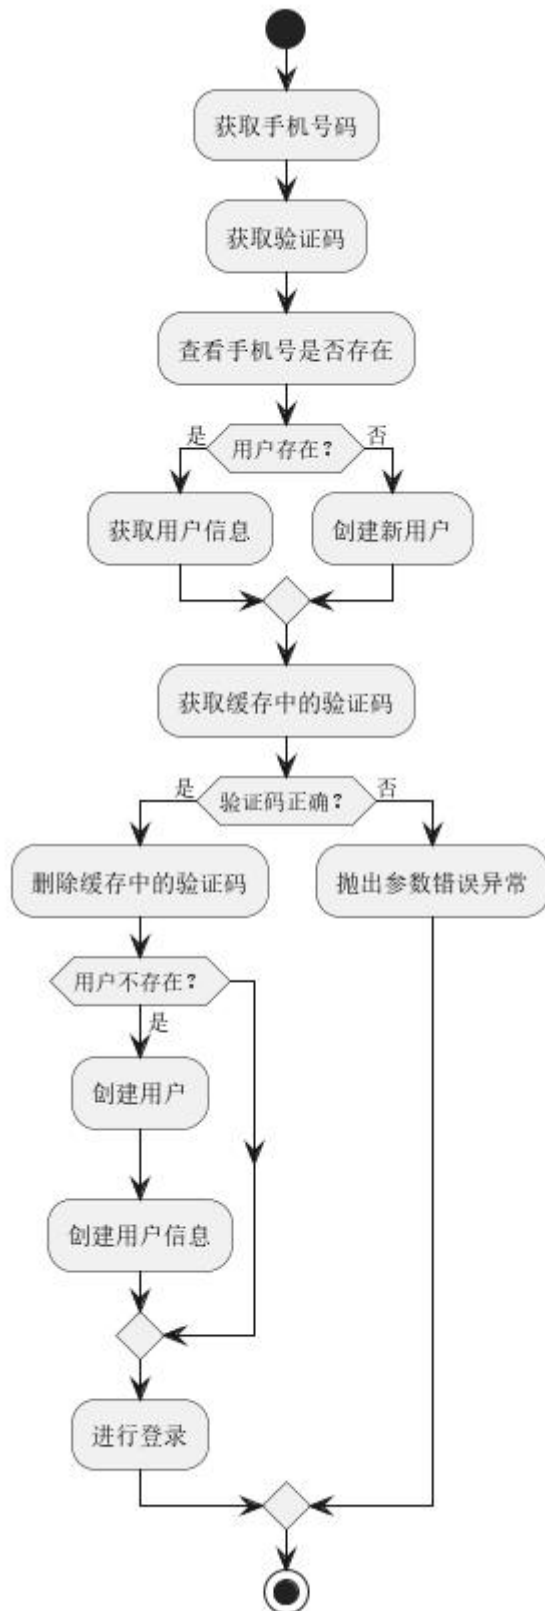 获取手机号码
获取验证码
查看手机号是否存在
是
用户存在?
否
获取用户信息
创建新用户
获取缓存中的验证码
是
验证码正确?
否
删除缓存中的验证码
抛出参数错误异常
用户不存在?
是
创建用户
创建用户信息
进行登录